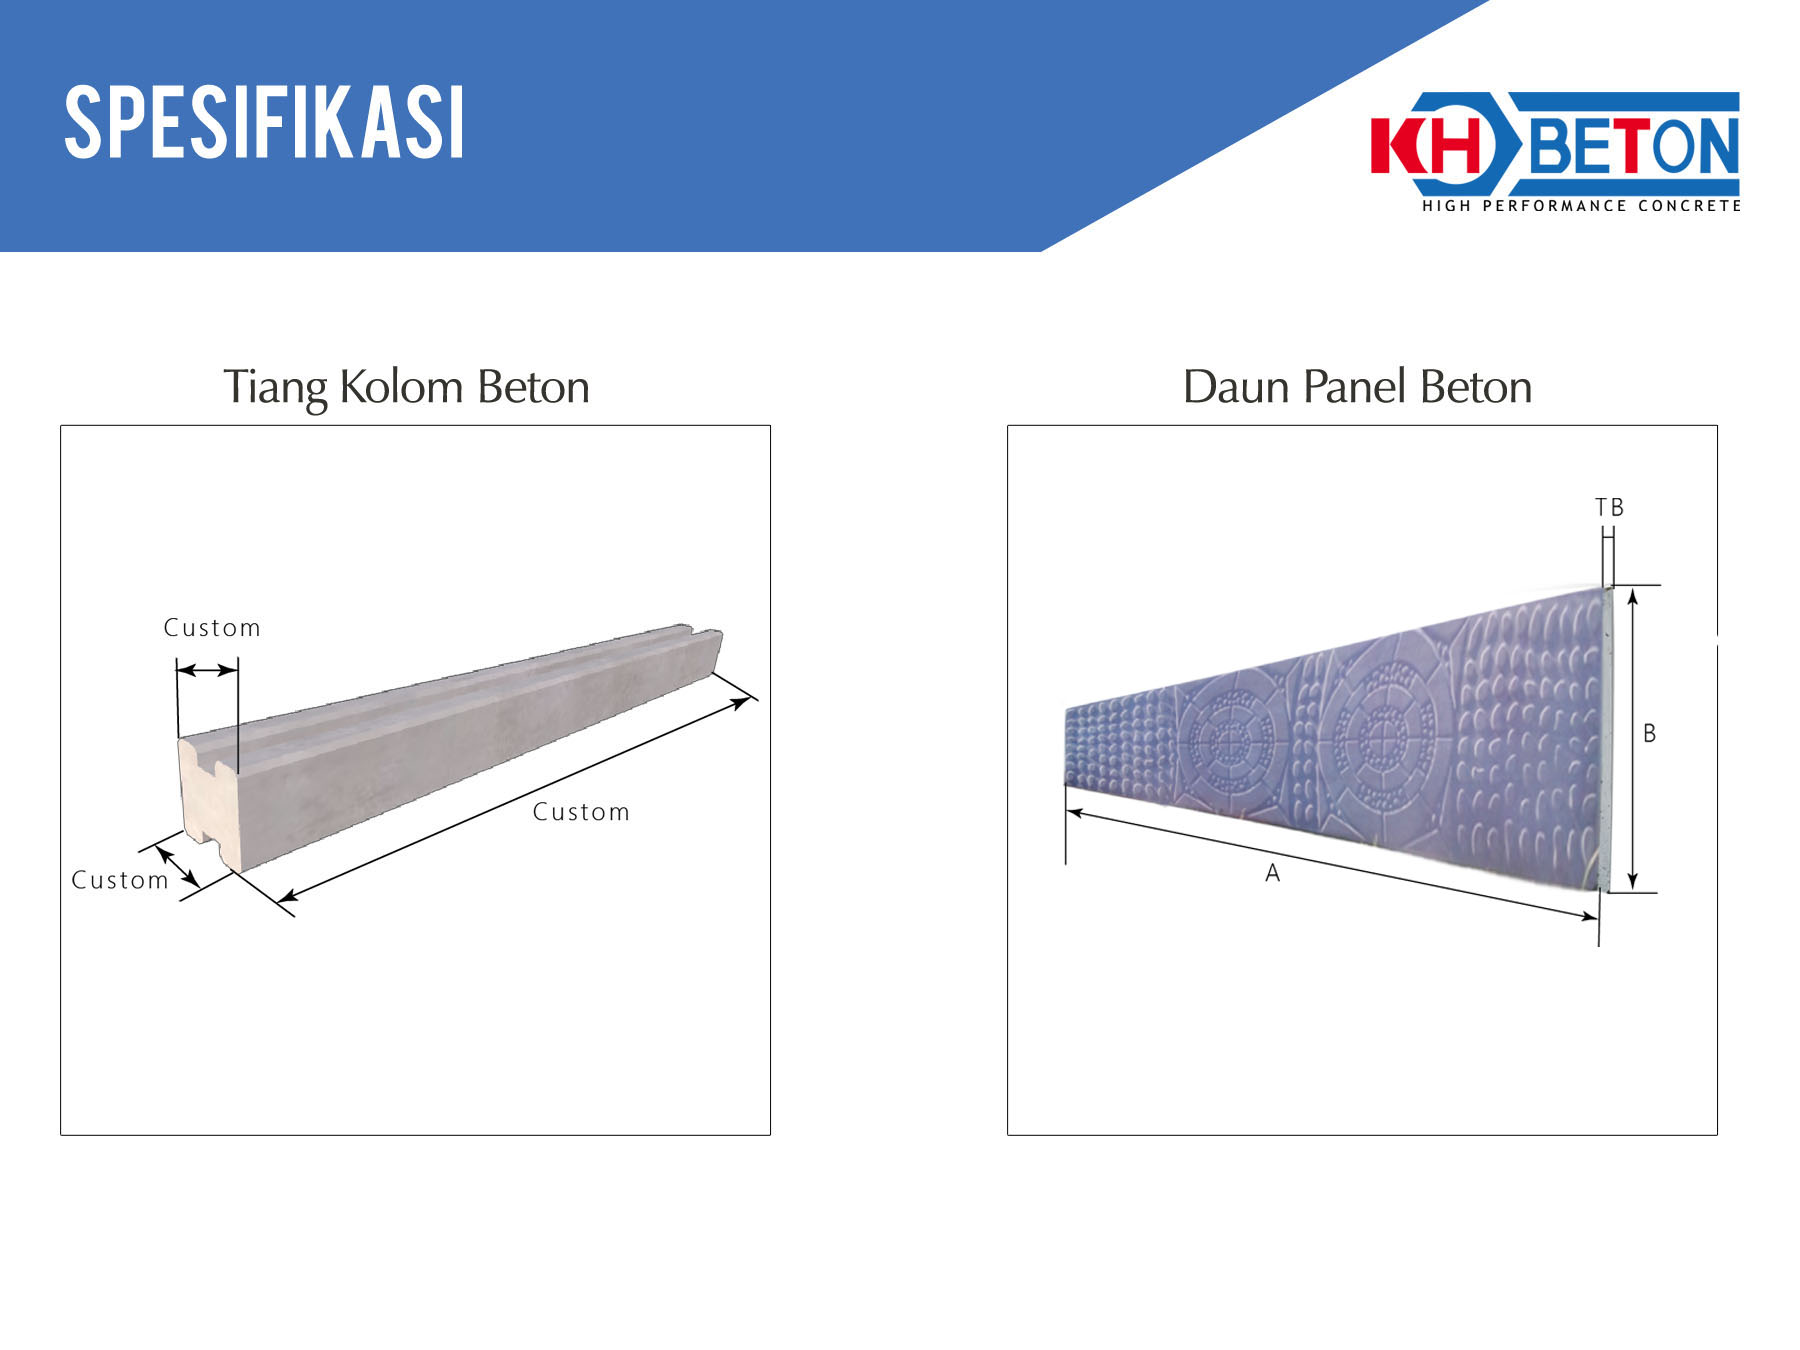 SPESIFIKASI
KH BETON
HIGH PERFORMANCE CONCRETE
Tiang Kolom Beton
Custom
Custom
Custom
Daun Panel Beton
TB
B
A